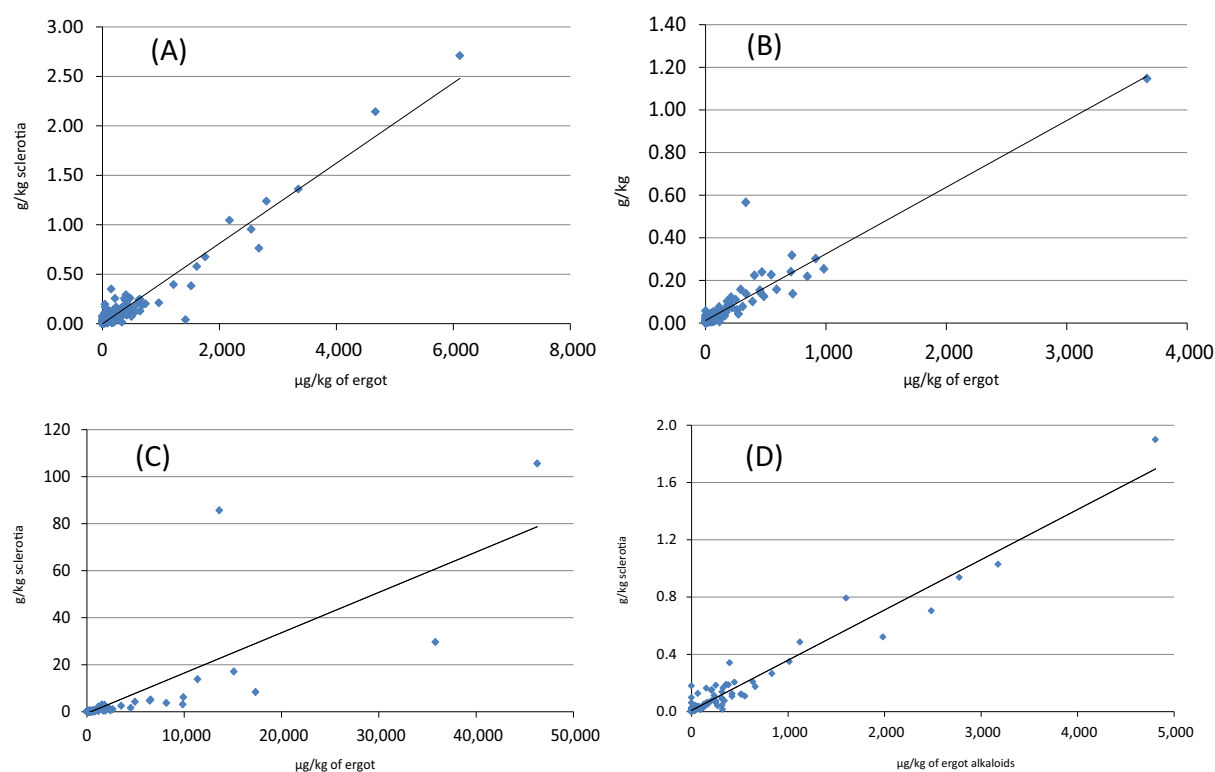 (A)
3.00
2.50
2.00
1.50
1.00
0.50
0.00
g/kg sclerotia
0 2,000 4,000 6,000 8,000
µg/kg of ergot
(B)
1.40
1.20
1.00
0.80
0.60
0.40
0.20
0.00
g/kg
0 1,000 2,000 3,000 4,000
µg/kg of ergot
(C)
120
100
80
60
40
20
0
g/kg sclerotia
0 10,000 20,000 30,000 40,000 50,000
µg/kg of ergot
(D)
2.0
1.6
1.2
0.8
0.4
0.0
g/kg sclerotia
0 1,000 2,000 3,000 4,000 5,000
µg/kg of ergot alkaloids